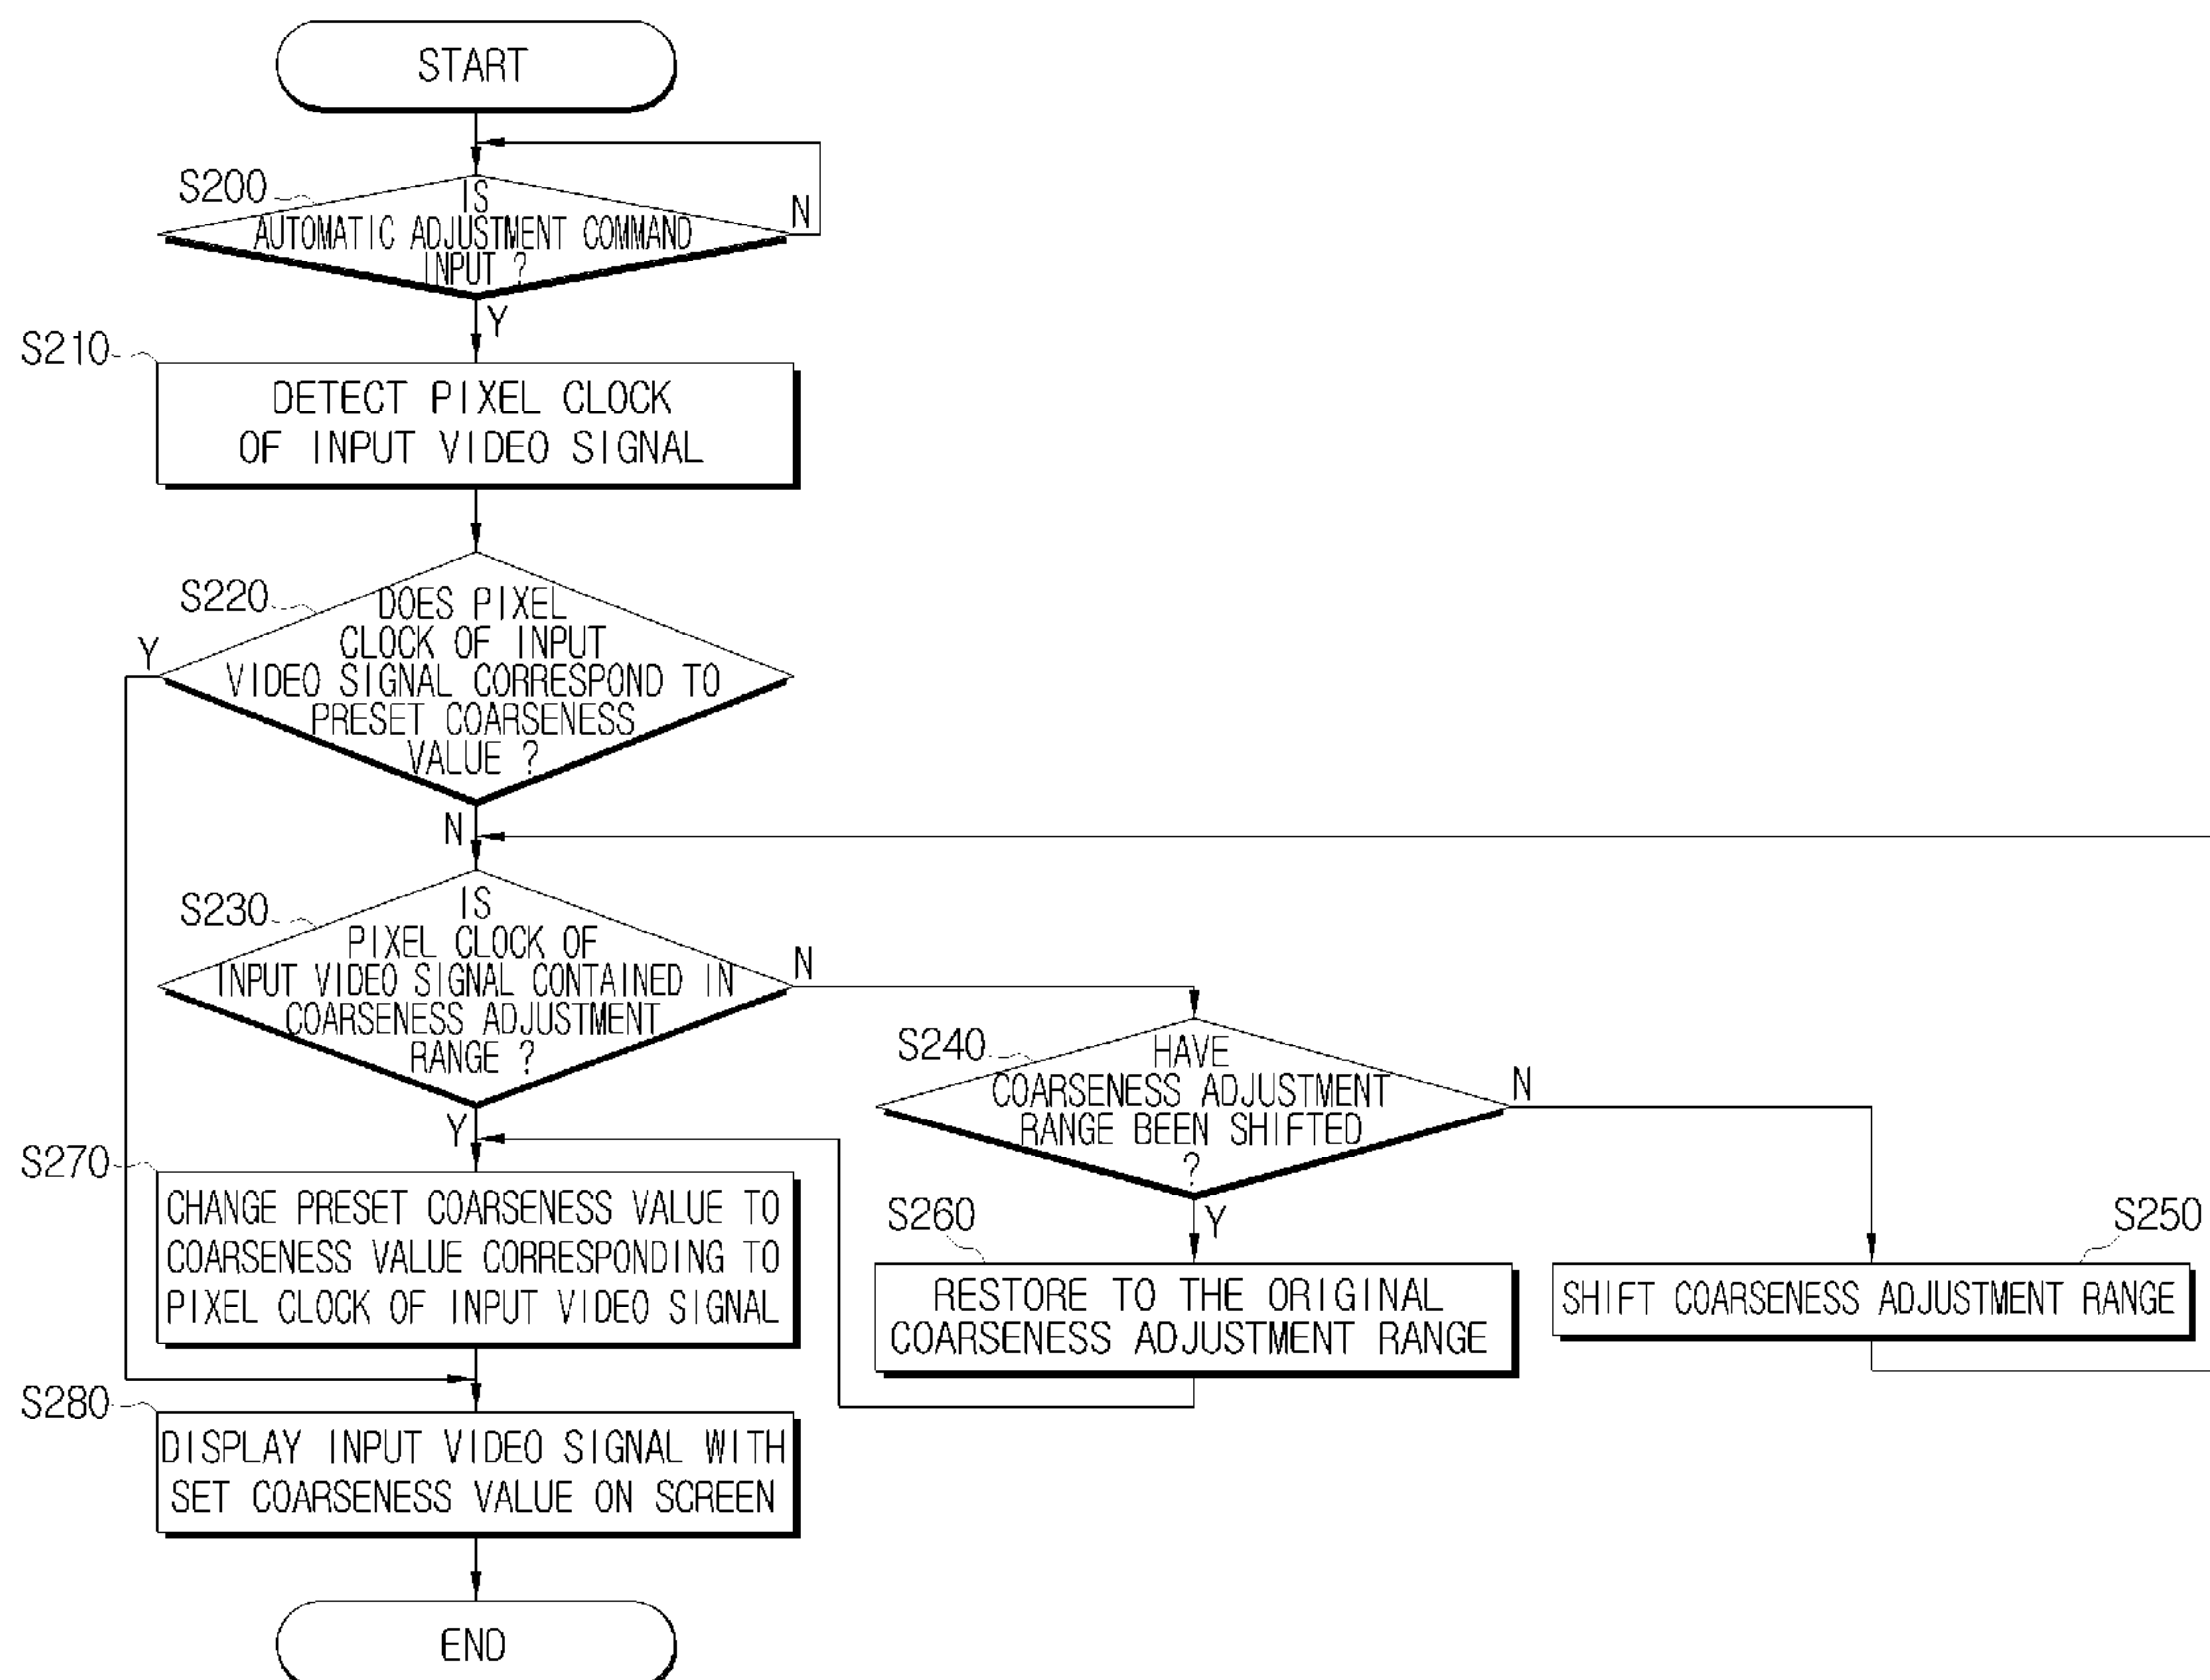 START
S200
IS
AUTOMATIC ADJUSTMENT COMMAND
INPUT ?
N
Y
S210
DETECT PIXEL CLOCK
OF INPUT VIDEO SIGNAL
S220
DOES PIXEL
CLOCK OF INPUT
VIDEO SIGNAL CORRESPOND TO
PRESET COARSENESS
VALUE ?
Y
N
S230
IS
PIXEL CLOCK OF
INPUT VIDEO SIGNAL CONTAINED IN
COARSENESS ADJUSTMENT
RANGE ?
N
Y
S240
HAVE
COARSENESS ADJUSTMENT
RANGE BEEN SHIFTED
?
N
Y
S250
SHIFT COARSENESS ADJUSTMENT RANGE
S260
RESTORE TO THE ORIGINAL
COARSENESS ADJUSTMENT RANGE
S270
CHANGE PRESET COARSENESS VALUE TO
COARSENESS VALUE CORRESPONDING TO
PIXEL CLOCK OF INPUT VIDEO SIGNAL
S280
DISPLAY INPUT VIDEO SIGNAL WITH
SET COARSENESS VALUE ON SCREEN
END